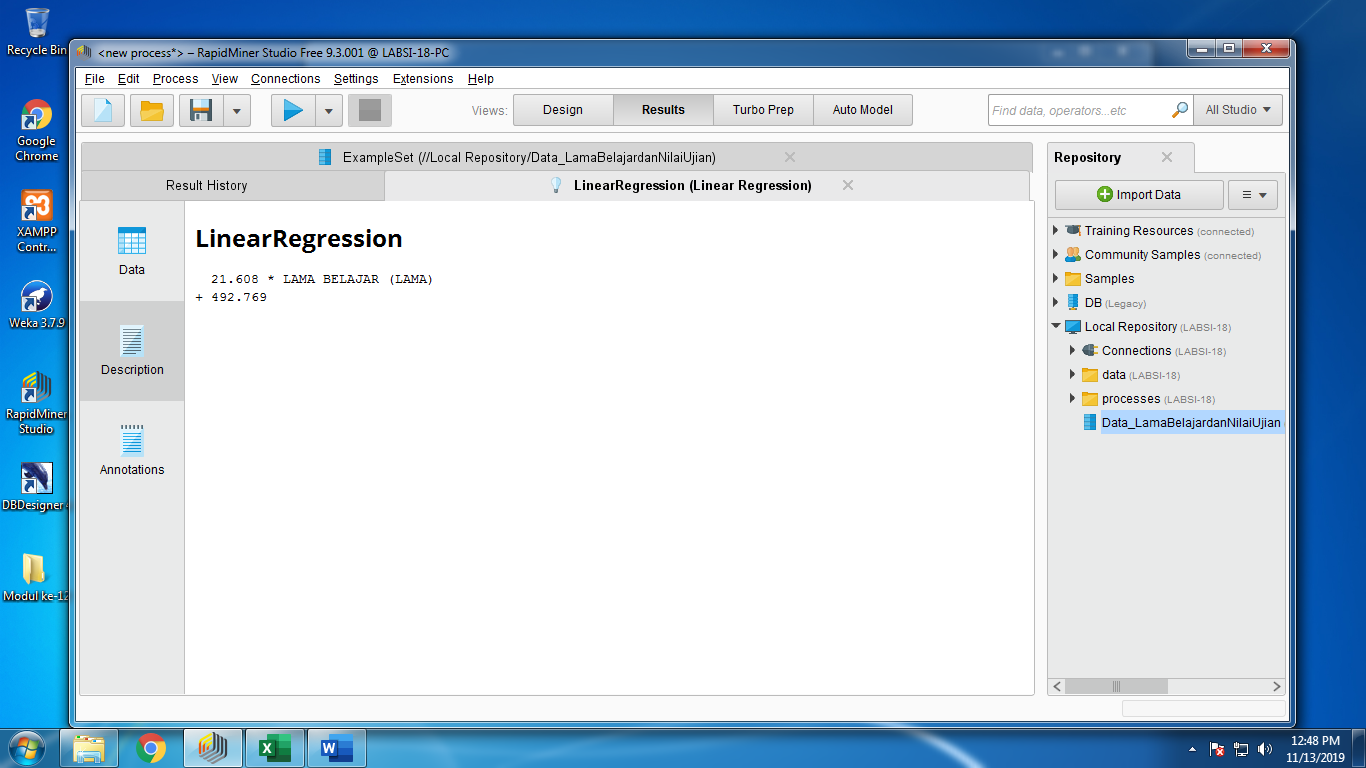 Recycle Bin
Google
Chrome
XAMPP
Contr...
Weka 3.7.9
RapidMiner
Studio
DBDesigner
Modul ke-12
<new process*> – RapidMiner Studio Free 9.3.001 @ LABSI-18-PC
File Edit Process View Connections Settings Extensions Help
Views: Design Results Turbo Prep Auto Model Find data, operators...etc All Studio
ExampleSet (//Local Repository/Data_LamaBelajardanNilaiUjian)
Result History LinearRegression (Linear Regression)
Data
Description
Annotations
LinearRegression
21.608 * LAMA BELAJAR (LAMA)
+ 492.769
Repository
Import Data
Training Resources (connected)
Community Samples (connected)
Samples
DB (Legacy)
Local Repository (LABSI-18)
Connections (LABSI-18)
data (LABSI-18)
processes (LABSI-18)
Data_LamaBelajardanNilaiUjian
12:48 PM
11/13/2019